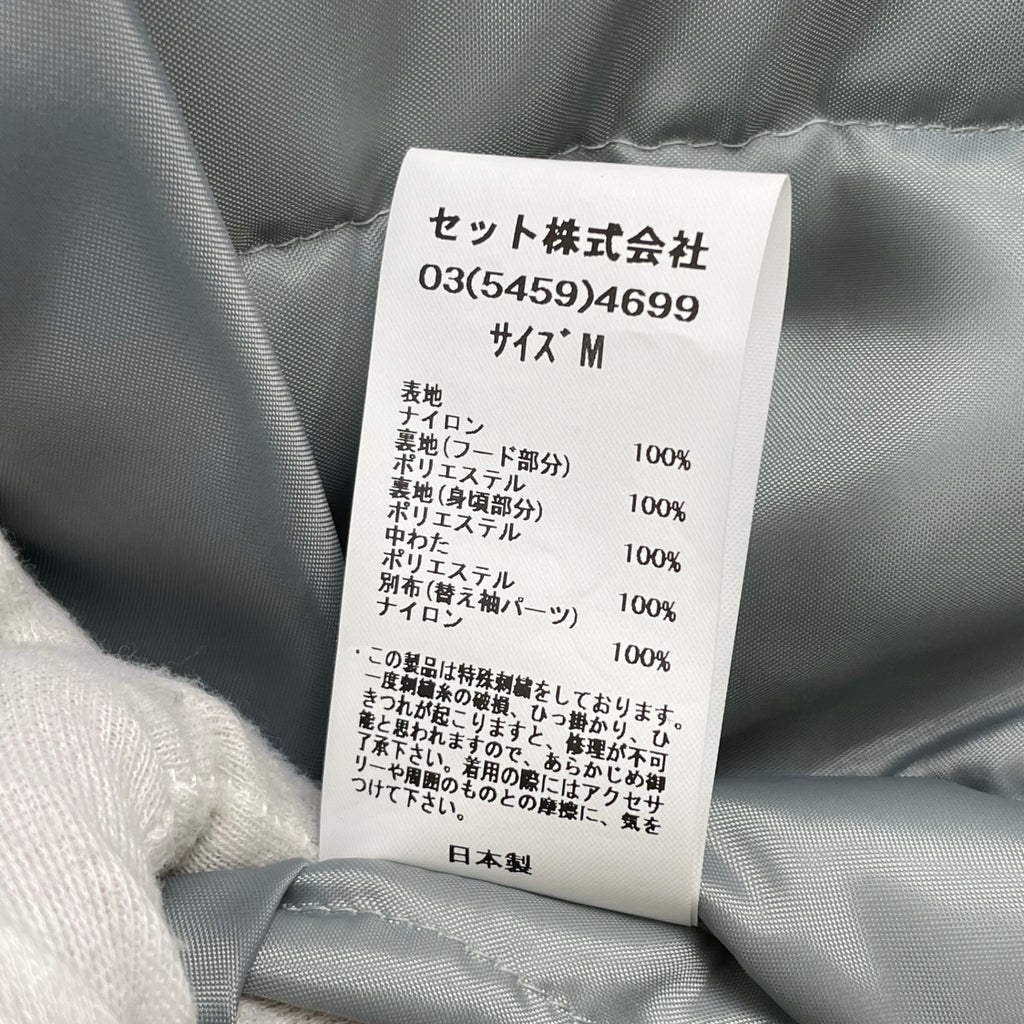 セット株式会社
03(5459)4699
サイズ M
表地
ナイロン 100%
裏地(フード部分)
ポリエステル 100%
裏地(身頃部分)
ポリエステル 100%
中わた
ポリエステル 100%
別布(替え袖パーツ)
ナイロン 100%
・この製品は特殊刺繍をしております。
一度刺繍糸の破損、ひっ掛かり、ひ
きつれが起こりますと、修理が不可
能と思われますので、あらかじめ御
了承下さい。着用の際にはアクセサ
リーや周囲のものとの摩擦に、気を
つけて下さい。
日本製